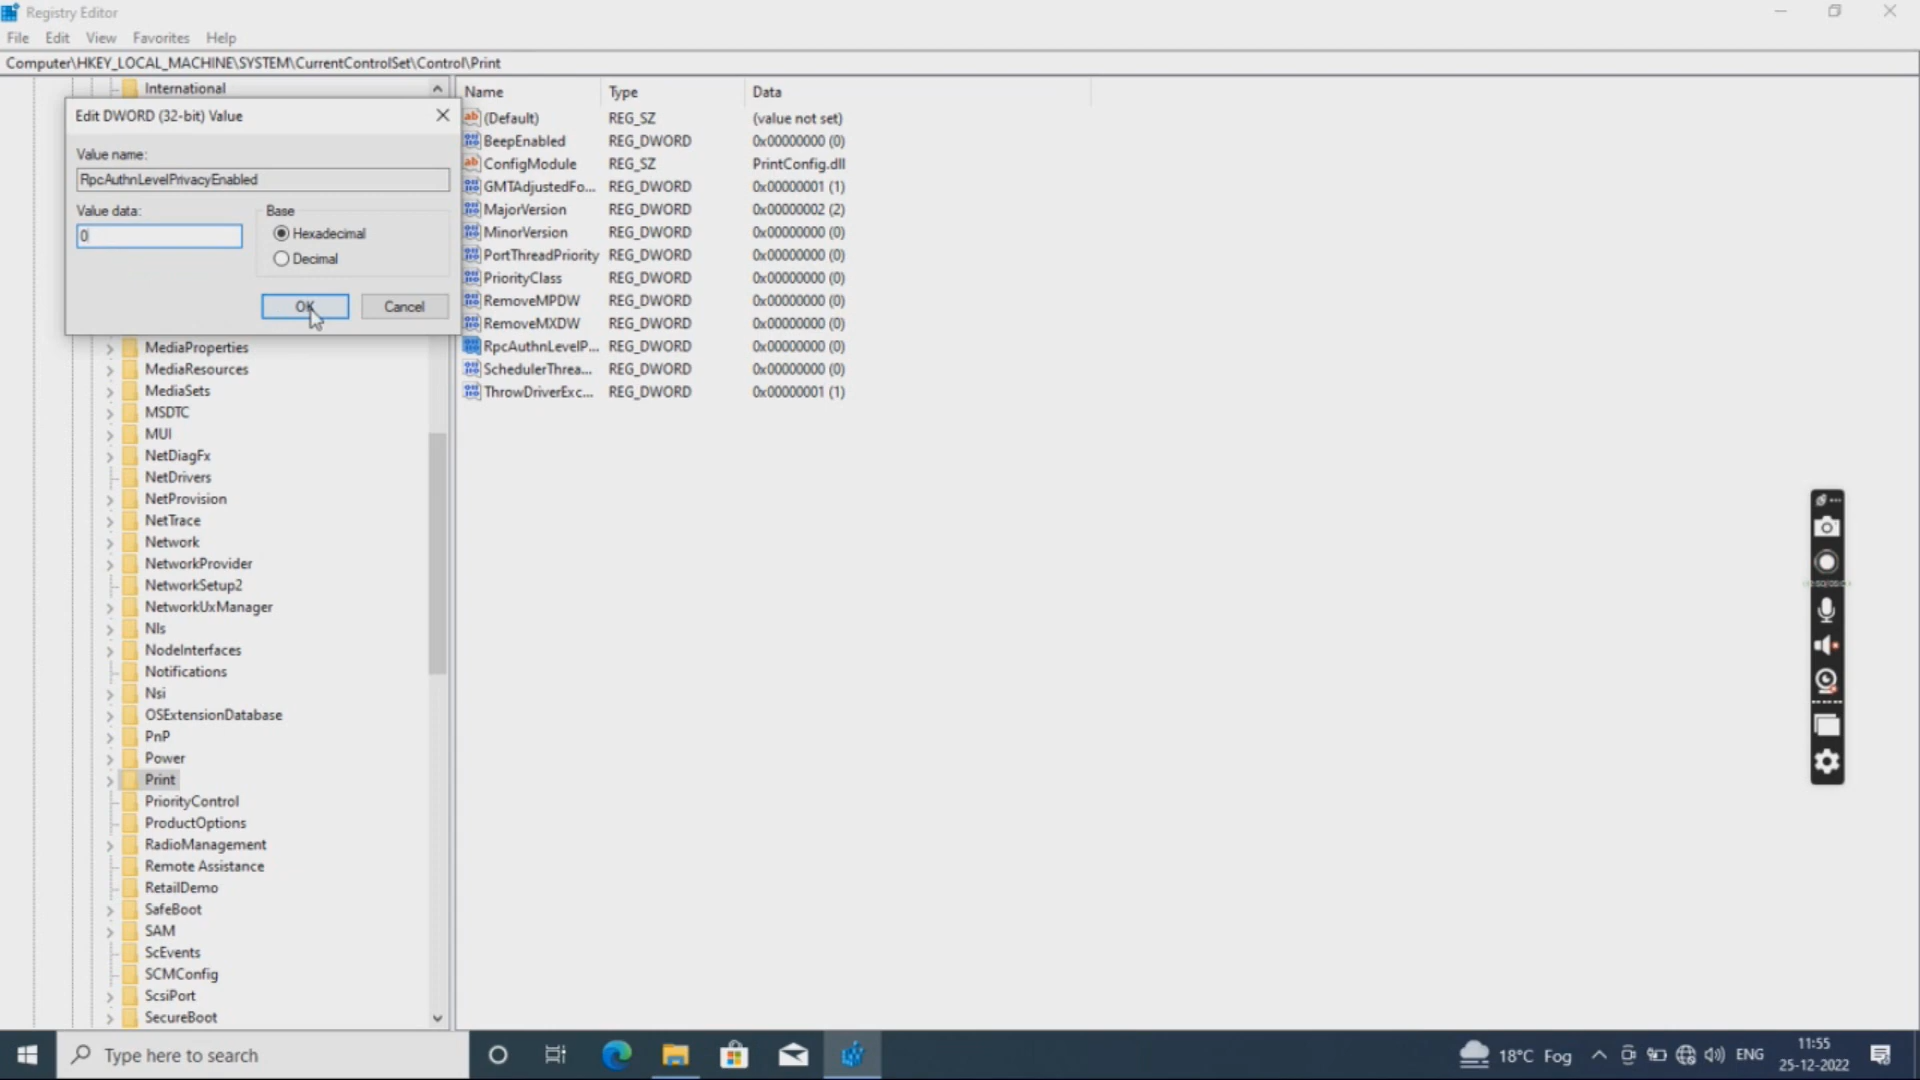 Registry Editor
File Edit View Favorites Help
Computer\HKEY_LOCAL_MACHINE\SYSTEM\CurrentControlSet\Control\Print
International
Edit DWORD (32-bit) Value
Value name:
RpcAuthnLevelPrivacyEnabled
Value data:
Base
0
Hexadecimal
Decimal
OK
Cancel
MediaProperties
MediaResources
MediaSets
MSDTC
MUI
NetDiagFx
NetDrivers
NetProvision
NetTrace
Network
NetworkProvider
NetworkSetup2
NetworkUxManager
Nls
NodeInterfaces
Notifications
Nsi
OSExtensionDatabase
PnP
Power
Print
PriorityControl
ProductOptions
RadioManagement
Remote Assistance
RetailDemo
SafeBoot
SAM
ScEvents
SCMConfig
ScsiPort
SecureBoot
Name Type Data
(Default) REG_SZ (value not set)
BeepEnabled REG_DWORD 0x00000000 (0)
ConfigModule REG_SZ PrintConfig.dll
GMTAdjustedFo... REG_DWORD 0x00000001 (1)
MajorVersion REG_DWORD 0x00000002 (2)
MinorVersion REG_DWORD 0x00000000 (0)
PortThreadPriority REG_DWORD 0x00000000 (0)
PriorityClass REG_DWORD 0x00000000 (0)
RemoveMPDW REG_DWORD 0x00000000 (0)
RemoveMXDW REG_DWORD 0x00000000 (0)
RpcAuthnLevelP... REG_DWORD 0x00000000 (0)
SchedulerThrea... REG_DWORD 0x00000000 (0)
ThrowDriverExc... REG_DWORD 0x00000001 (1)
Type here to search
18°C Fog
ENG
11:55
25-12-2022